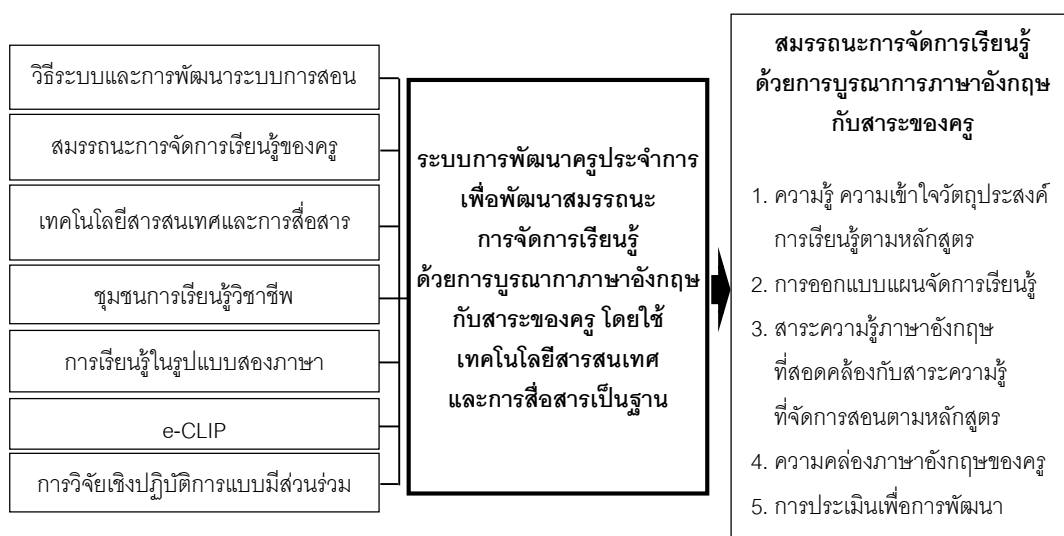 วิธีระบบและการพัฒนาระบบการสอน
สมรรถนะการจัดการเรียนรู้ของครู
เทคโนโลยีสารสนเทศและการสื่อสาร
ชุมชนการเรียนรู้วิชาชีพ
การเรียนรู้ในรูปแบบสองภาษา
e-CLIP
การวิจัยเชิงปฏิบัติการแบบมีส่วนร่วม
ระบบการพัฒนาครูประจำการ
เพื่อพัฒนาสมรรถนะ
การจัดการเรียนรู้
ด้วยการบูรณากาภาษาอังกฤษ
กับสาระของครู โดยใช้
เทคโนโลยีสารสนเทศ
และการสื่อสารเป็นฐาน
สมรรถนะการจัดการเรียนรู้
ด้วยการบูรณาการภาษาอังกฤษ
กับสาระของครู
1. ความรู้ ความเข้าใจวัตถุประสงค์
การเรียนรู้ตามหลักสูตร
2. การออกแบบแผนจัดการเรียนรู้
3. สาระความรู้ภาษาอังกฤษ
ที่สอดคล้องกับสาระความรู้
ที่จัดการสอนตามหลักสูตร
4. ความคล่องภาษาอังกฤษของครู
5. การประเมินเพื่อการพัฒนา